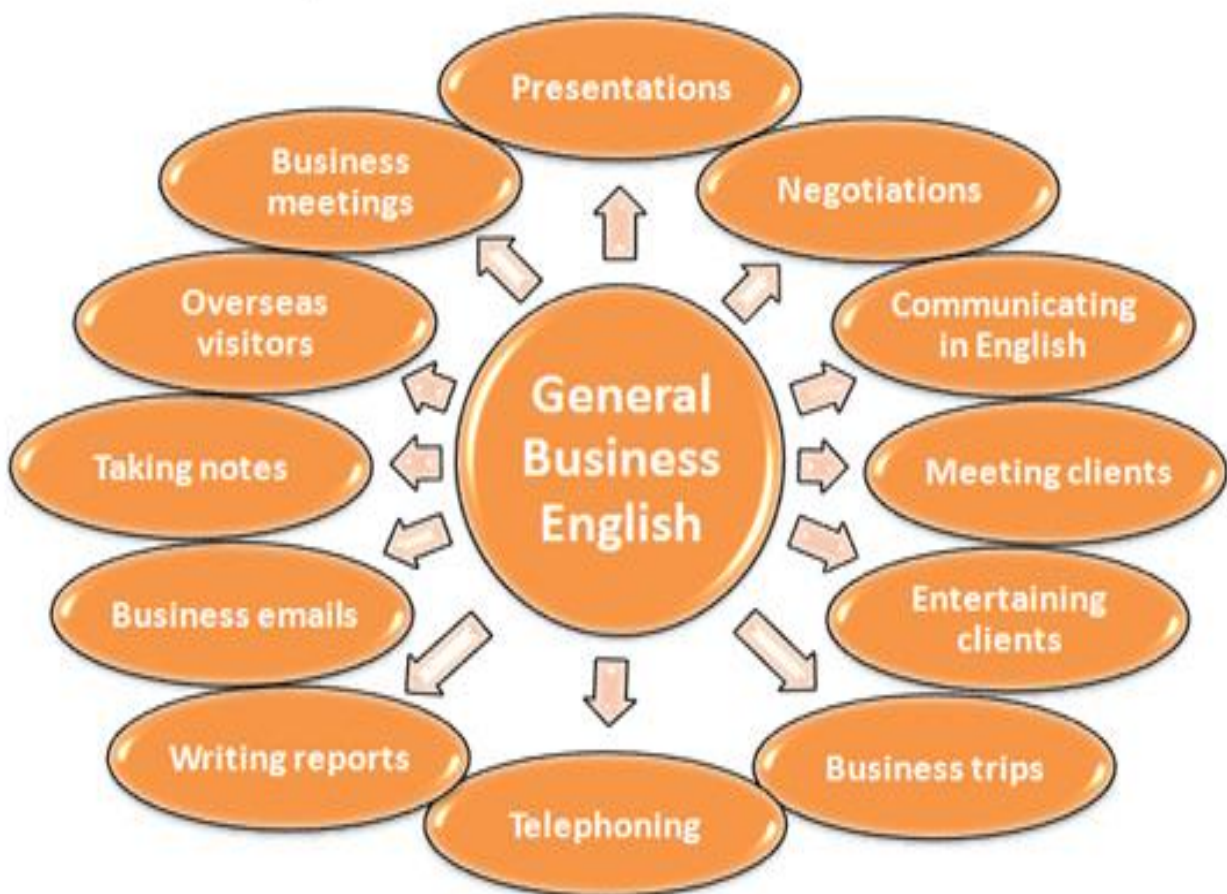 Presentations
Business
meetings
Negotiations
Overseas
visitors
Communicating
in English
General
Business
English
Taking notes
Meeting clients
Business emails
Entertaining
clients
Writing reports
Business trips
Telephoning